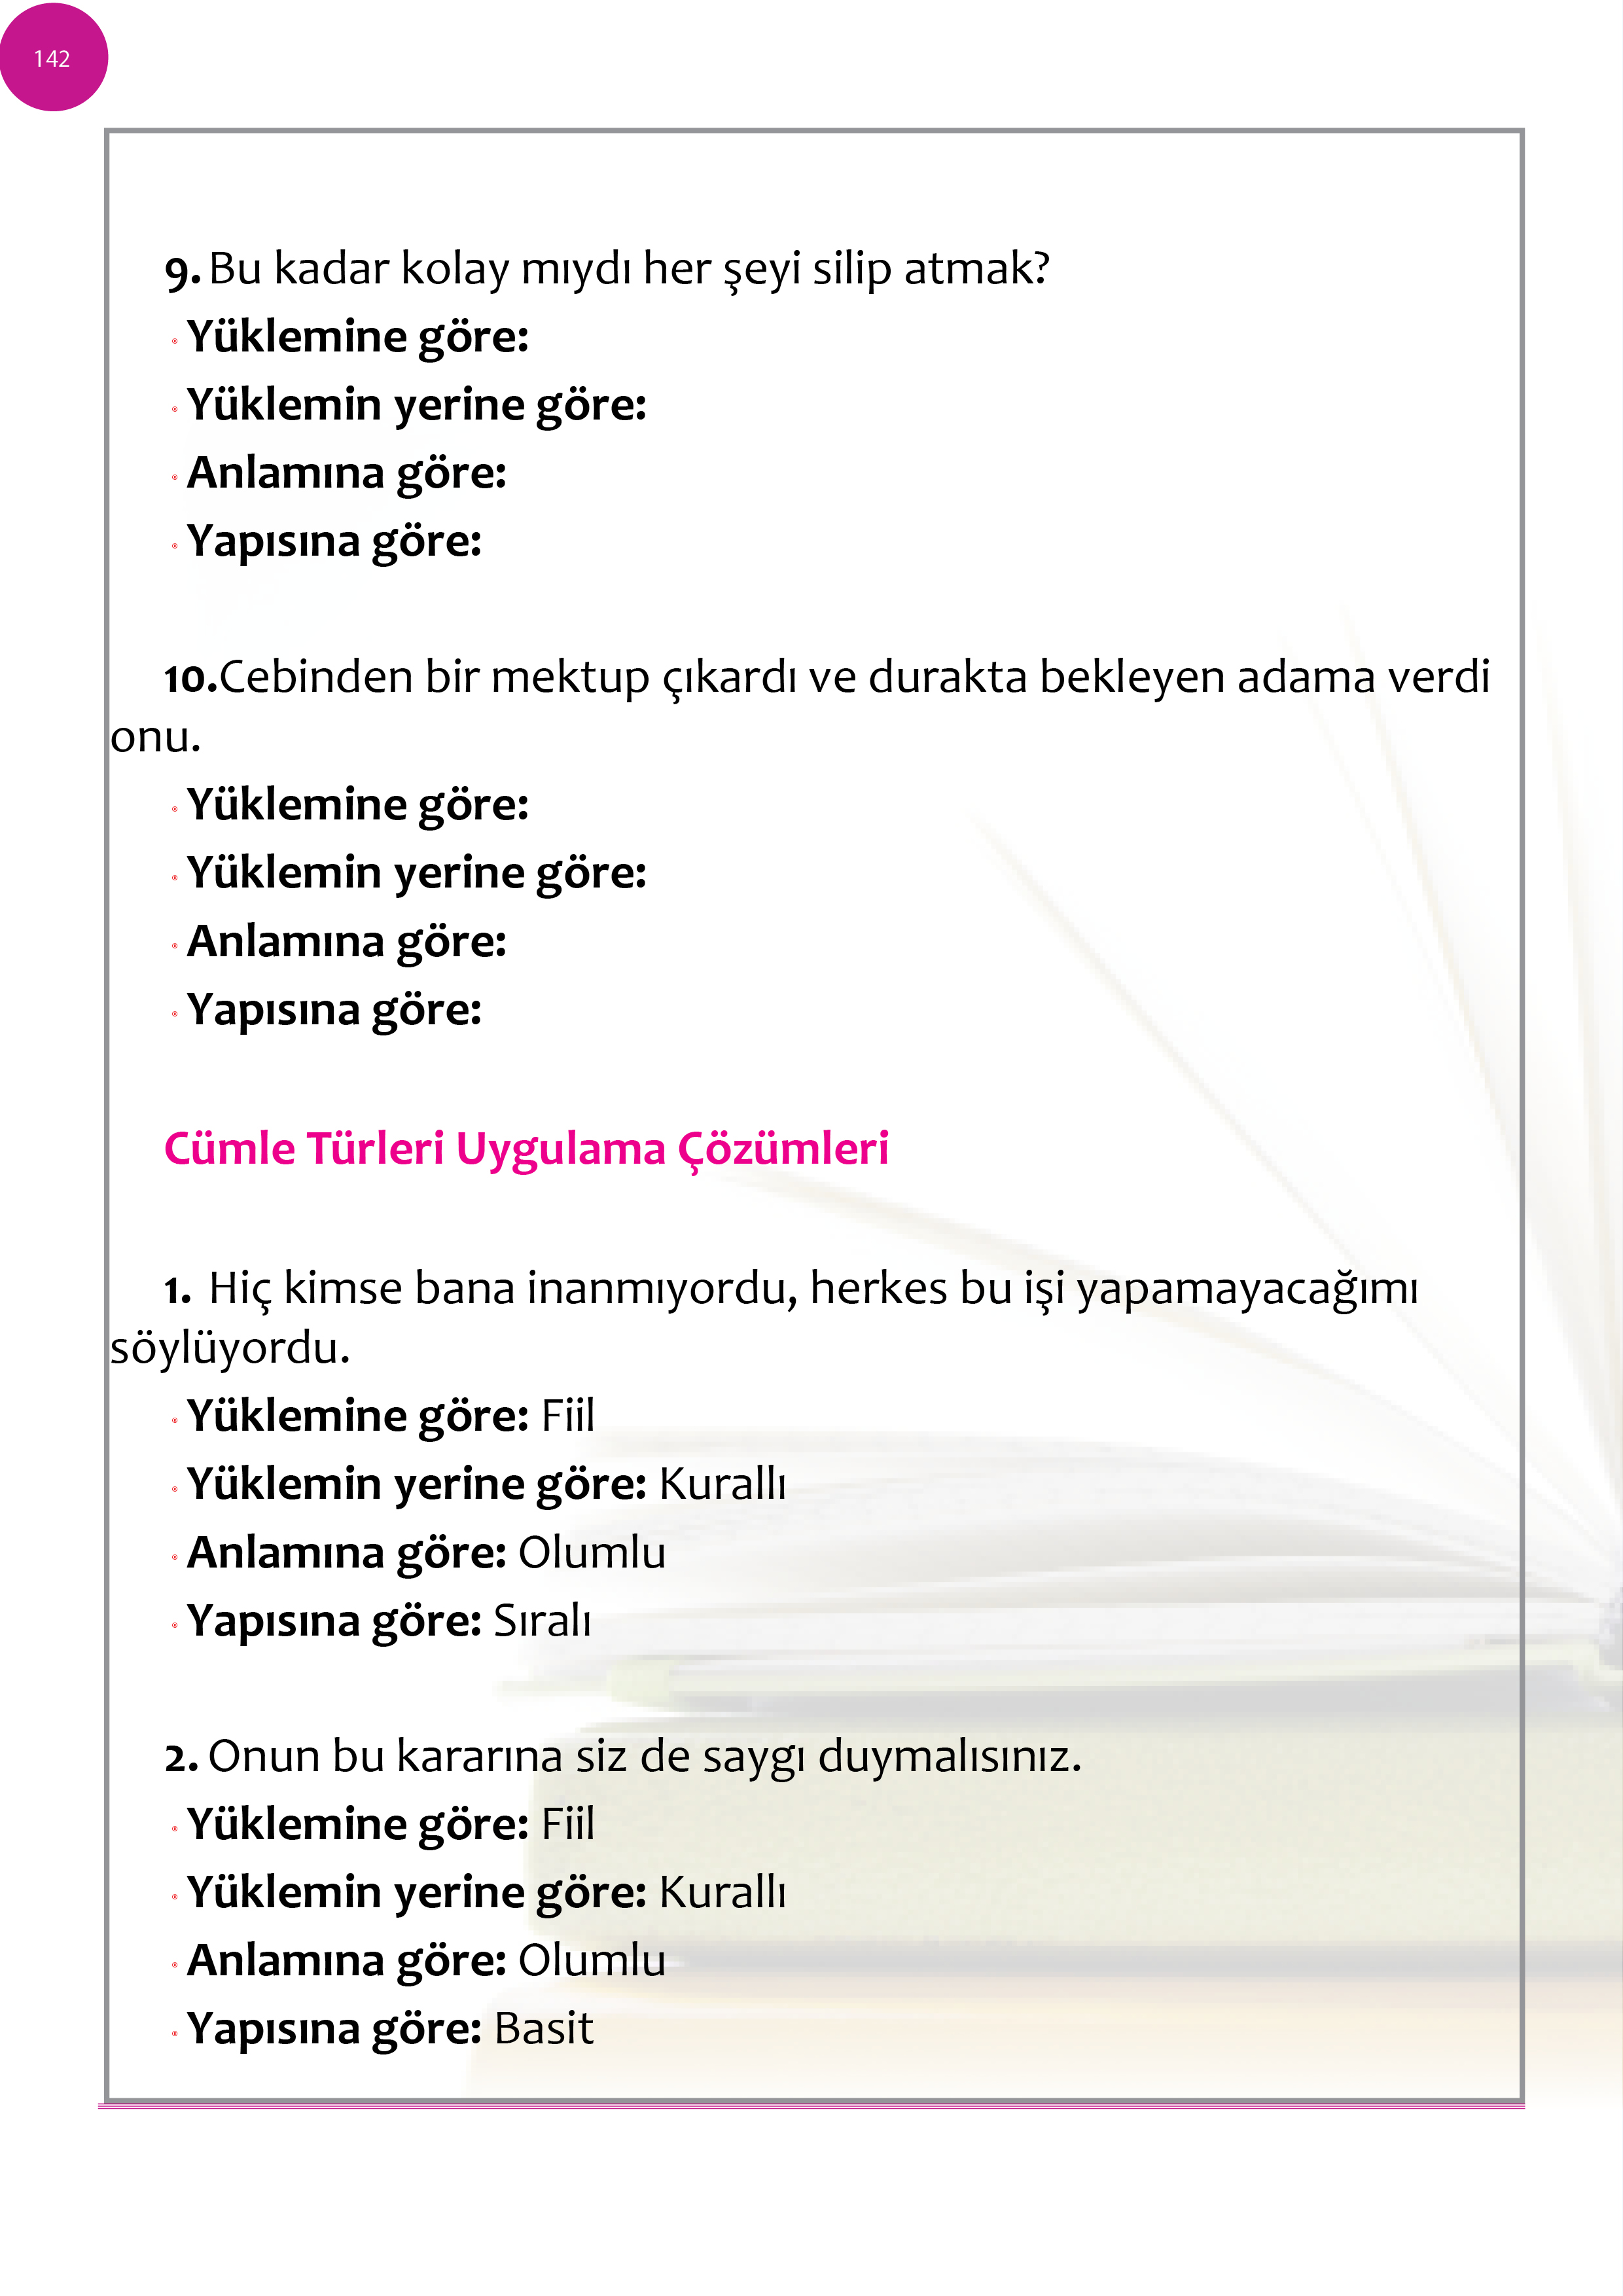 142
9. Bu kadar kolay mıydı her şeyi silip atmak?
Yüklemine göre:
Yüklemin yerine göre:
Anlamına göre:
Yapısına göre:
10.Cebinden bir mektup çıkardı ve durakta bekleyen adama verdi
onu.
Yüklemine göre:
Yüklemin yerine göre:
Anlamına göre:
Yapısına göre:
Cümle Türleri Uygulama Çözümleri
1. Hiç kimse bana inanmıyordu, herkes bu işi yapamayacağımı
söylüyordu.
Yüklemine göre: Fiil
Yüklemin yerine göre: Kurallı
Anlamına göre: Olumlu
Yapısına göre: Sıralı
2. Onun bu kararına siz de saygı duymalısınız.
Yüklemine göre: Fiil
Yüklemin yerine göre: Kurallı
Anlamına göre: Olumlu
Yapısına göre: Basit